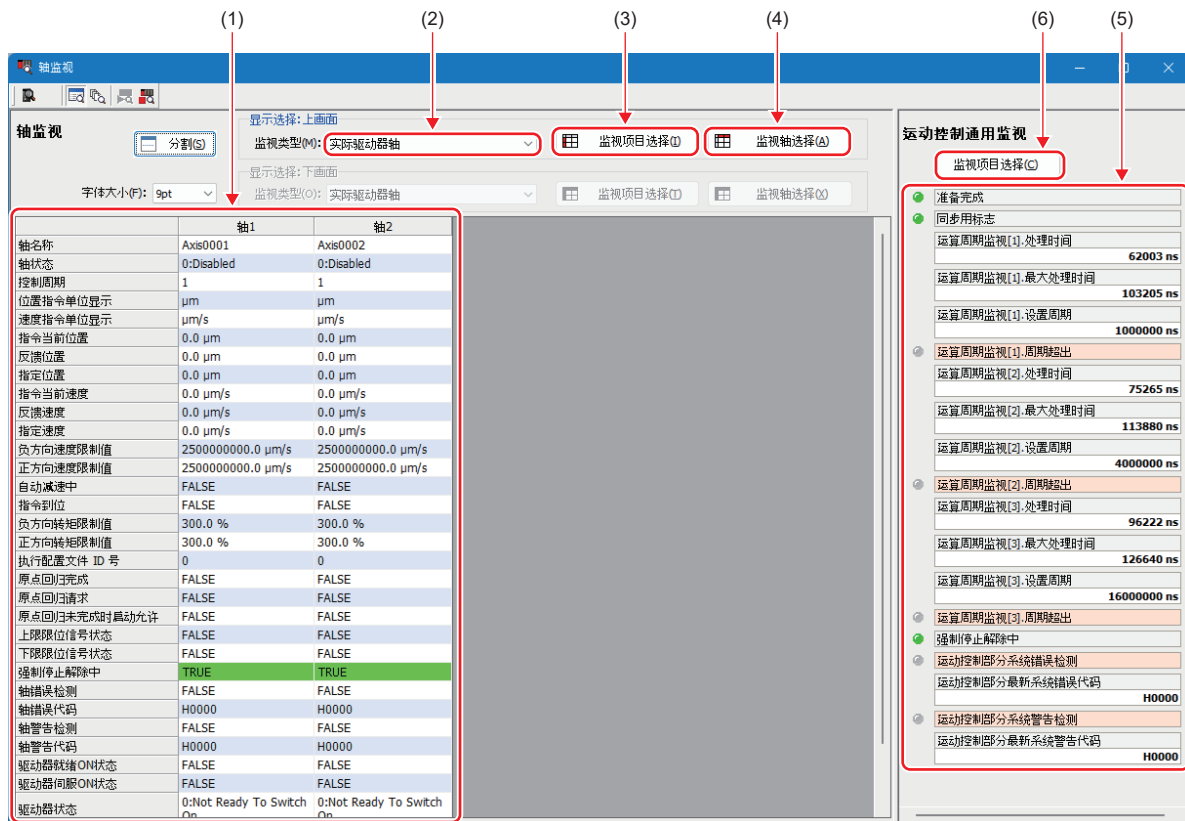 (1) (2) (3) (4) (6) (5)
轴监视
轴监视
分割(S)
显示选择:上画面
监视类型(M): 实际驱动器轴 监视项目选择(I) 监视轴选择(A)
显示选择:下画面
字体大小(F): 9pt 监视类型(O): 实际驱动器轴 监视项目选择(T) 监视轴选择(X)
轴1 轴2
轴名称 Axis0001 Axis0002
轴状态 0:Disabled 0:Disabled
控制周期 1 1
位置指令单位显示 μm μm
速度指令单位显示 μm/s μm/s
指令当前位置 0.0 μm 0.0 μm
反馈位置 0.0 μm 0.0 μm
指定位置 0.0 μm 0.0 μm
指令当前速度 0.0 μm/s 0.0 μm/s
反馈速度 0.0 μm/s 0.0 μm/s
指定速度 0.0 μm/s 0.0 μm/s
负方向速度限制值 2500000000.0 μm/s 2500000000.0 μm/s
正方向速度限制值 2500000000.0 μm/s 2500000000.0 μm/s
自动减速中 FALSE FALSE
指令到位 FALSE FALSE
负方向转矩限制值 300.0 % 300.0 %
正方向转矩限制值 300.0 % 300.0 %
执行配置文件 ID 号 0 0
原点回归完成 FALSE FALSE
原点回归请求 FALSE FALSE
原点回归未完成时启动允许 FALSE FALSE
上限限位信号状态 FALSE FALSE
下限限位信号状态 FALSE FALSE
强制停止解除中 TRUE TRUE
轴错误检测 FALSE FALSE
轴错误代码 H0000 H0000
轴警告检测 FALSE FALSE
轴警告代码 H0000 H0000
驱动器就绪ON状态 FALSE FALSE
驱动器伺服ON状态 FALSE FALSE
驱动器状态 0:Not Ready To Switch On 0:Not Ready To Switch On
运动控制通用监视
监视项目选择(C)
准备完成
同步用标志
运算周期监视[1].处理时间
62003 ns
运算周期监视[1].最大处理时间
103205 ns
运算周期监视[1].设置周期
1000000 ns
运算周期监视[1].周期超出
运算周期监视[2].处理时间
75265 ns
运算周期监视[2].最大处理时间
113880 ns
运算周期监视[2].设置周期
4000000 ns
运算周期监视[2].周期超出
运算周期监视[3].处理时间
96222 ns
运算周期监视[3].最大处理时间
126640 ns
运算周期监视[3].设置周期
16000000 ns
运算周期监视[3].周期超出
强制停止解除中
运动控制部分系统错误检测
运动控制部分最新系统错误代码
H0000
运动控制部分系统警告检测
运动控制部分最新系统警告代码
H0000